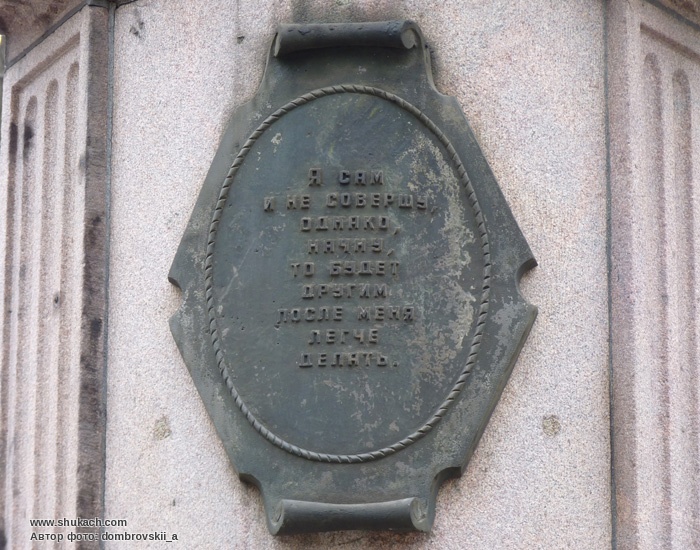 Я САМ
И НЕ СОВЕРШУ,
ОДНАКО,
НАЧНУ,
ТО БУДЕТ
ДРУГИМ
ПОСЛЕ МЕНЯ
ЛЕГЧЕ
ДЕЛАТЬ.
www.shukach.com
Автор фото: dombrovskii_a